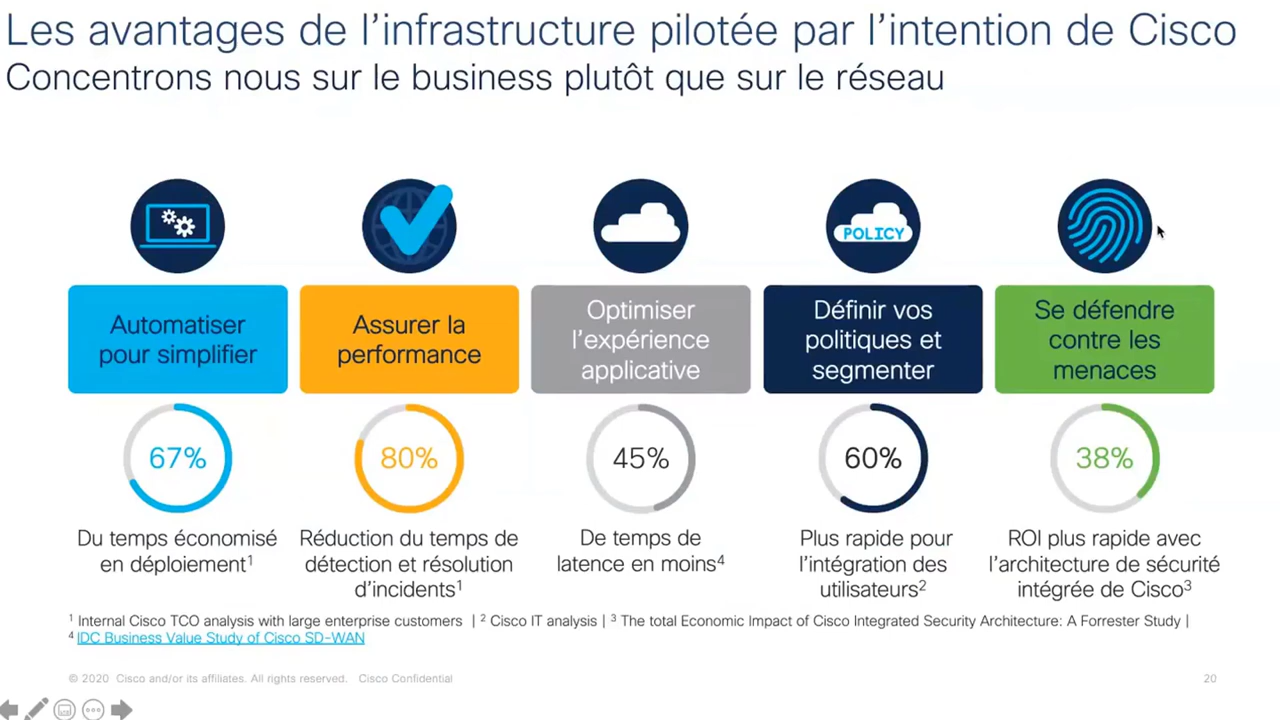 Les avantages de l’infrastructure pilotée par l’intention de Cisco
Concentrons nous sur le business plutôt que sur le réseau
POLICY
Automatiser
pour simplifier
Assurer la
performance
Optimiser
l’expérience
applicative
Définir vos
politiques et
segmenter
Se défendre
contre les
menaces
67%
80%
45%
60%
38%
Du temps économisé
en déploiement¹
Réduction du temps de
détection et résolution
d’incidents¹
De temps de
latence en moins⁴
Plus rapide pour
l’intégration des
utilisateurs²
ROI plus rapide avec
l’architecture de sécurité
intégrée de Cisco³
¹ Internal Cisco TCO analysis with large enterprise customers | ² Cisco IT analysis | ³ The total Economic Impact of Cisco Integrated Security Architecture: A Forrester Study |
⁴ IDC Business Value Study of Cisco SD-WAN
© 2020 Cisco and/or its affiliates. All rights reserved. Cisco Confidential
20